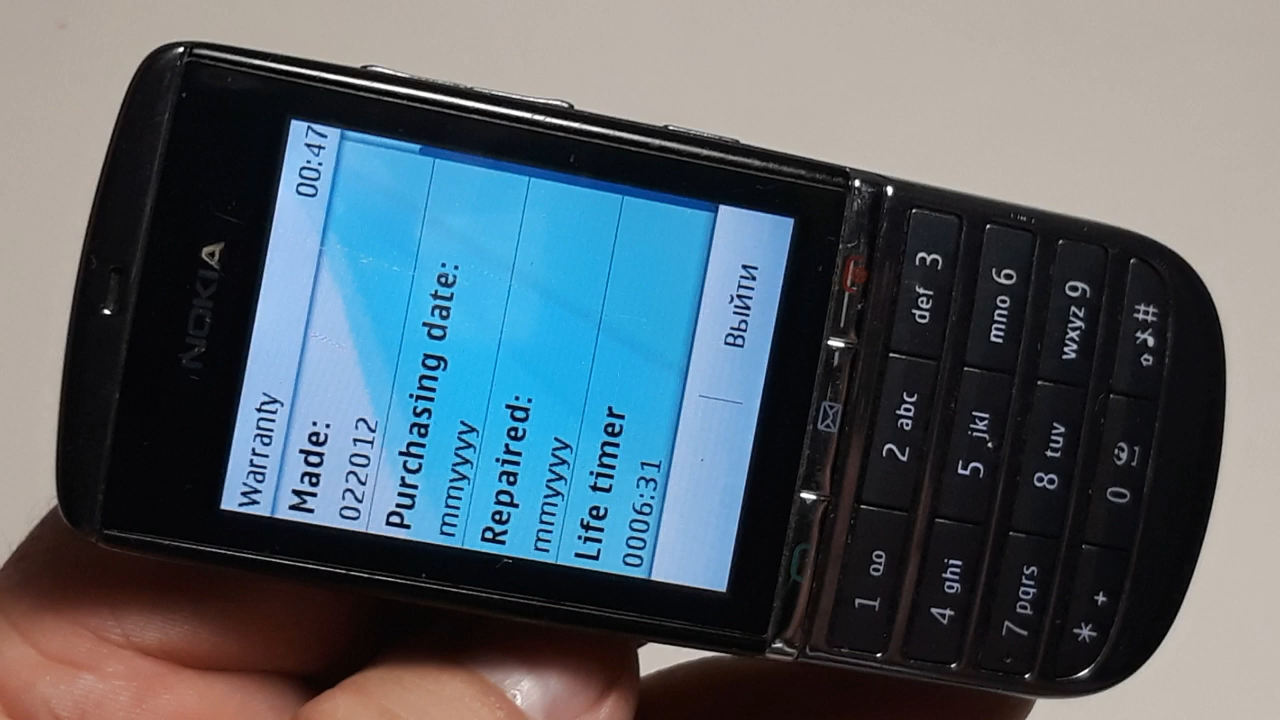 NOKIA
Warranty 00:47
Made:
022012
Purchasing date:
mmyyyy
Repaired:
mmyyyy
Life timer
0006:31
Выйти
1 2 abc def 3
4 ghi 5 jkl mno 6
7 pqrs 8 tuv wxyz 9
* + 0 #